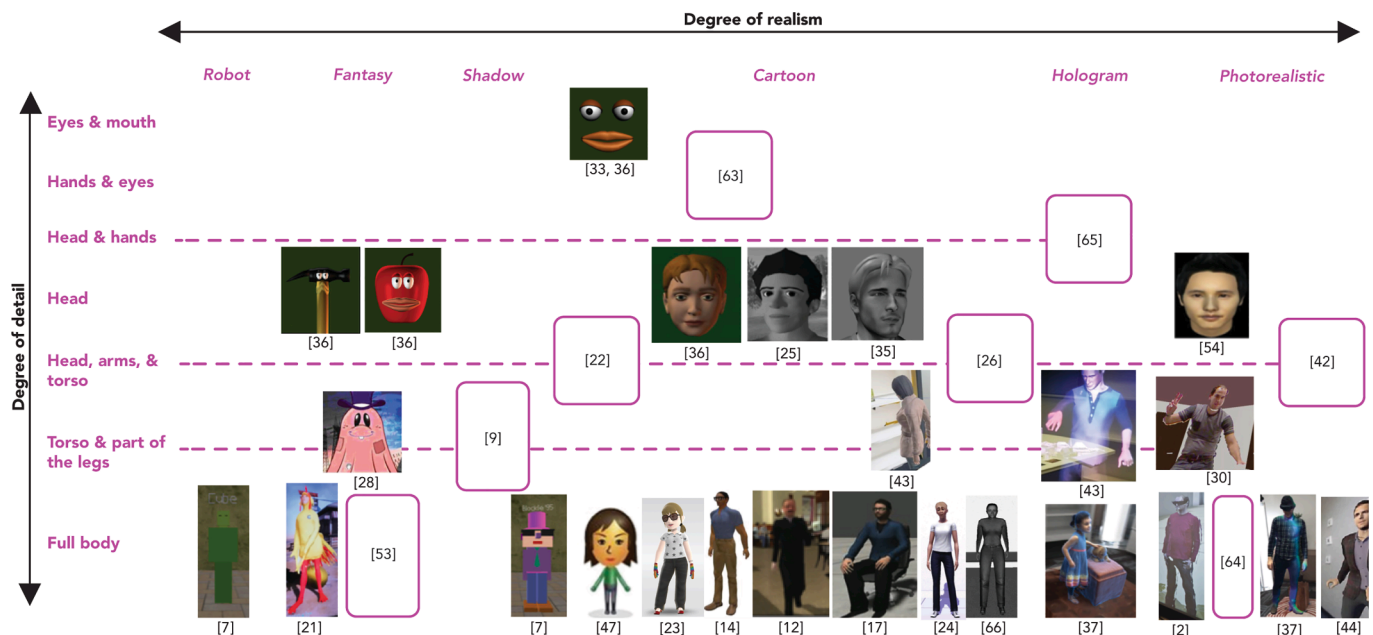 Degree of realism
Robot
Fantasy
Shadow
Cartoon
Hologram
Photorealistic
Degree of detail
Eyes & mouth
[33, 36]
[63]
Hands & eyes
Head & hands
[65]
Head
[36]
[36]
[36]
[25]
[35]
[54]
Head, arms, &
torso
[22]
[26]
[42]
Torso & part of
the legs
[28]
[9]
[43]
[43]
[30]
Full body
Cube
[53]
[64]
[7]
[21]
[7]
[47]
[23]
[14]
[12]
[17]
[24]
[66]
[37]
[2]
[37]
[44]